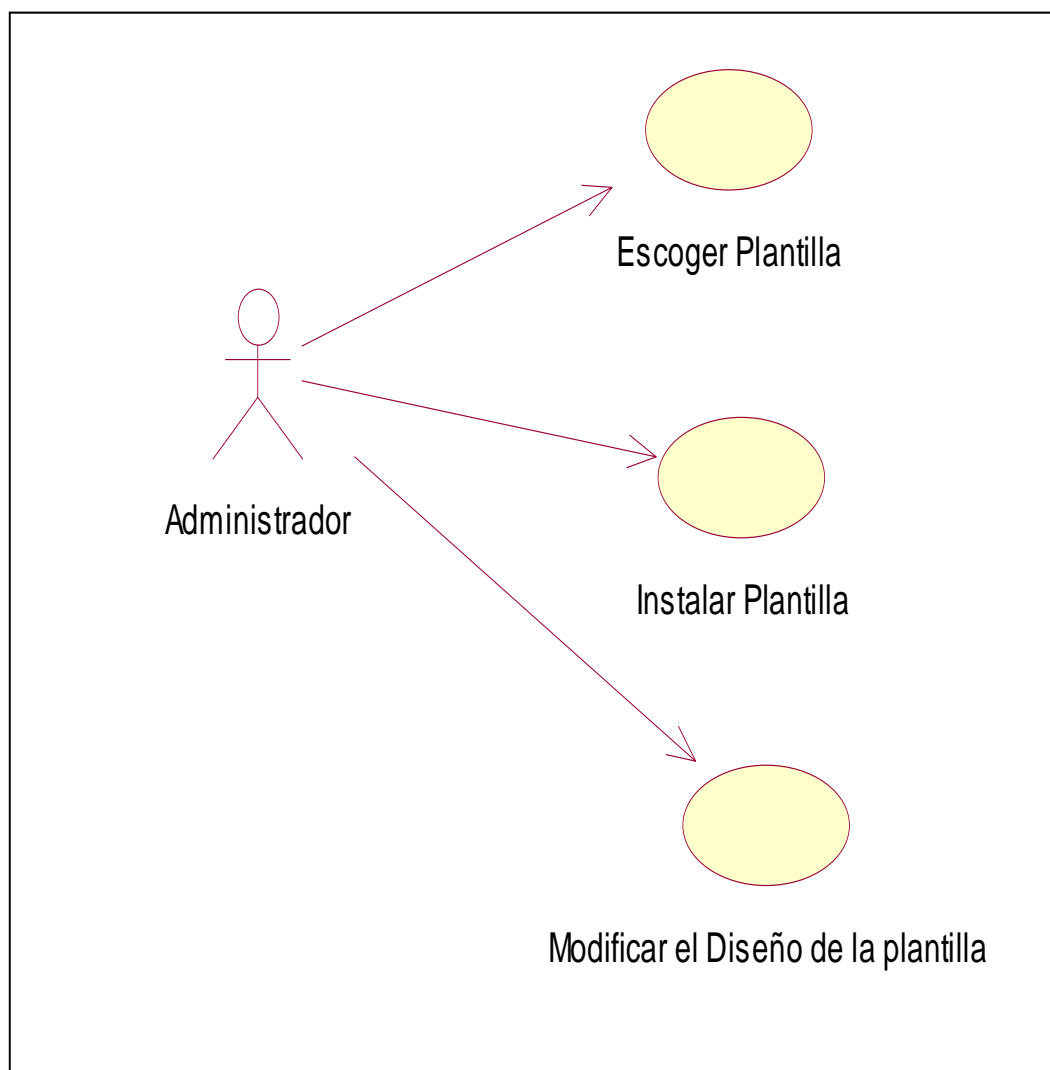 Escoger Plantilla
Administrador
Instalar Plantilla
Modificar el Diseño de la plantilla